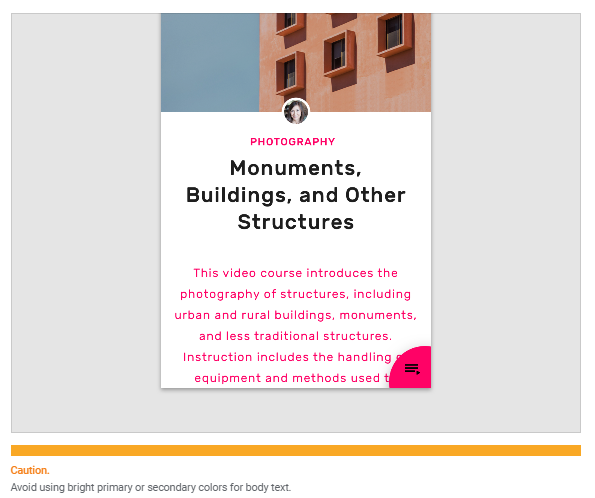 PHOTOGRAPHY
Monuments,
Buildings, and Other
Structures
This video course introduces the
photography of structures, including
urban and rural buildings, monuments,
and less traditional structures.
Instruction includes the handling
equipment and methods used t
Caution.
Avoid using bright primary or secondary colors for body text.